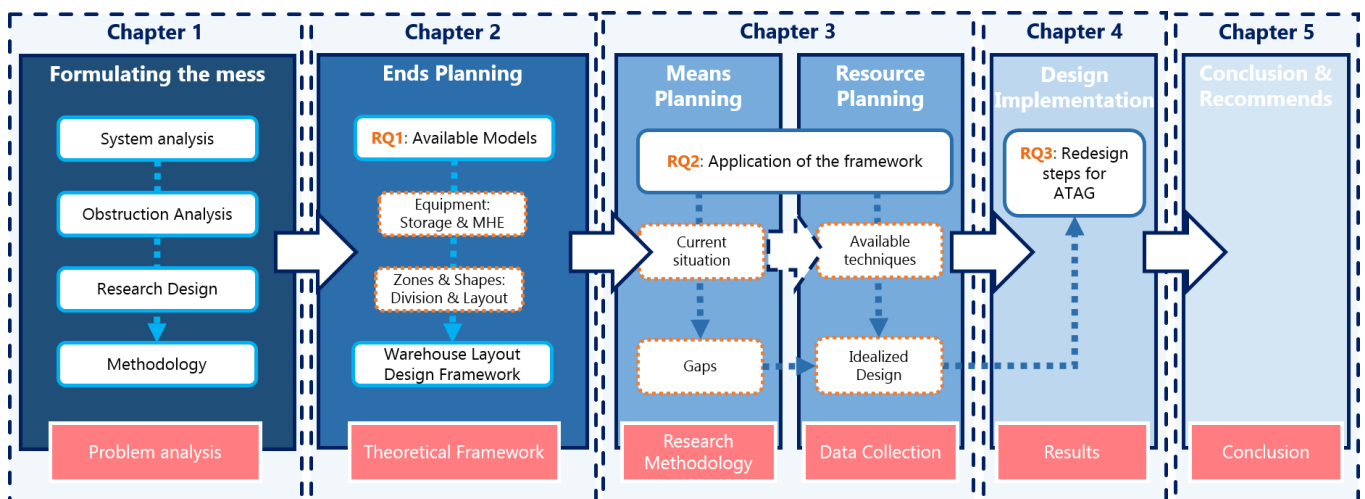 Chapter 1
Formulating the mess
System analysis
Obstruction Analysis
Research Design
Methodology
Problem analysis
Chapter 2
Ends Planning
RQ1: Available Models
Equipment:
Storage & MHE
Zones & Shapes:
Division & Layout
Warehouse Layout
Design Framework
Theoretical Framework
Chapter 3
Means
Planning
Resource
Planning
RQ2: Application of the framework
Current
situation
Available
techniques
Gaps
Idealized
Design
Research
Methodology
Data Collection
Chapter 4
Design
Implementation
RQ3: Redesign
steps for
ATAG
Results
Chapter 5
Conclusion &
Recommends
Conclusion